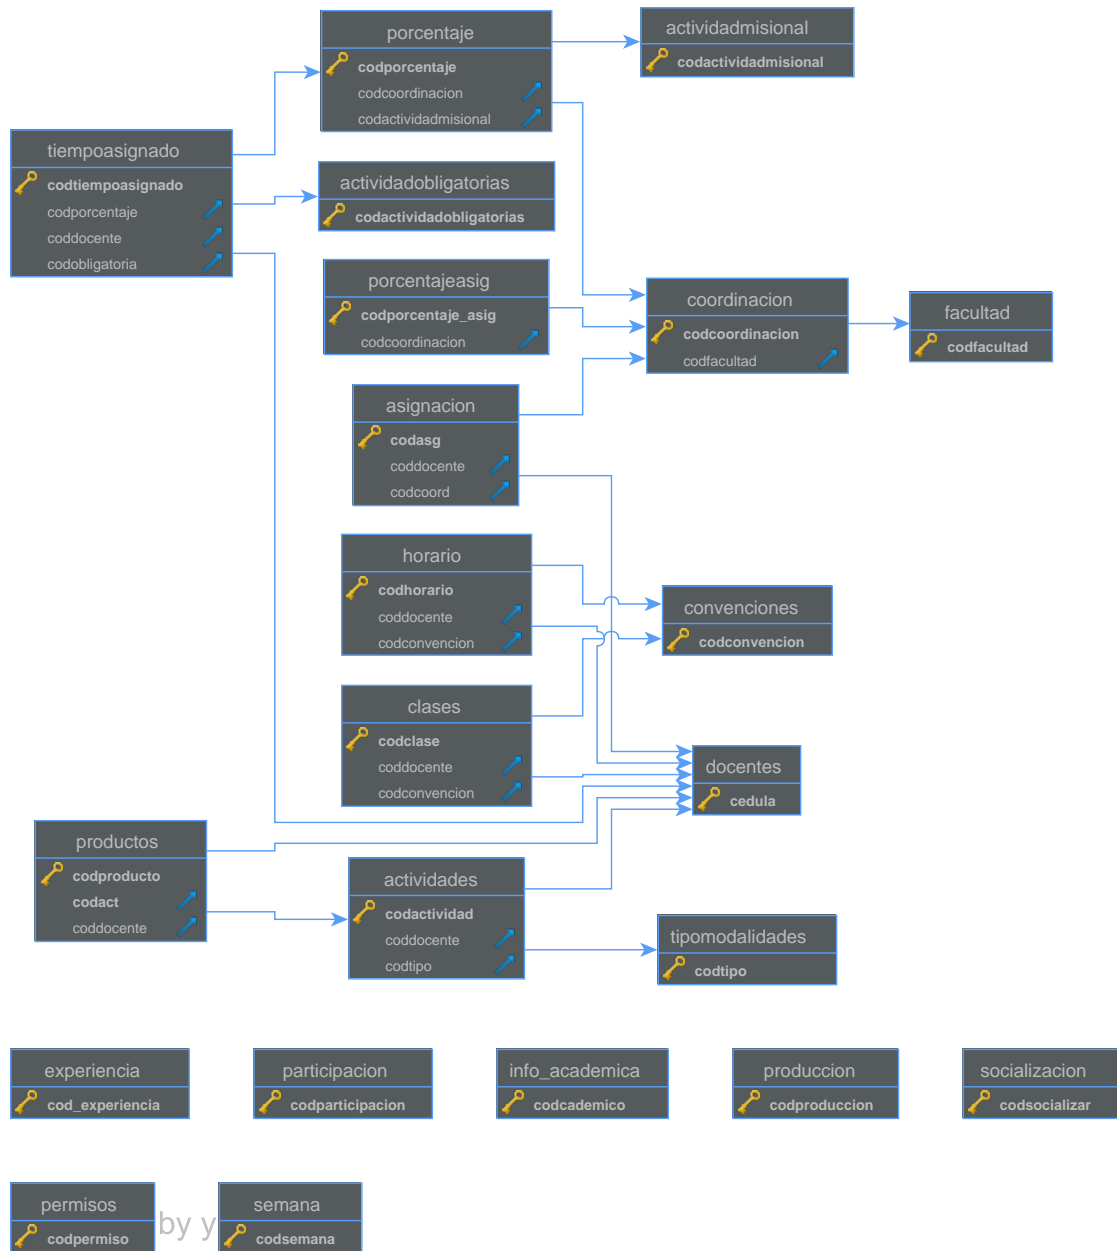 porcentaje
codporcentaje
codcoordinacion
codactividadmisional
actividadmisional
codactividadmisional
tiempoasignado
codtiempoasignado
codporcentaje
coddocente
codobligatoria
actividadobligatorias
codactividadobligatorias
porcentajeasig
codporcentaje_asig
codcoordinacion
coordinacion
codcoordinacion
codfacultad
facultad
codfacultad
asignacion
codasg
coddocente
codcoord
horario
codhorario
coddocente
codconvencion
convenciones
codconvencion
clases
codclase
coddocente
codconvencion
docentes
cedula
productos
codproducto
codact
coddocente
actividades
codactividad
coddocente
codtipo
tipomodalidades
codtipo
experiencia
cod_experiencia
participacion
codparticipacion
info_academica
codcademico
produccion
codproduccion
socializacion
codsocializar
permisos
codpermiso
by y
semana
codsemana